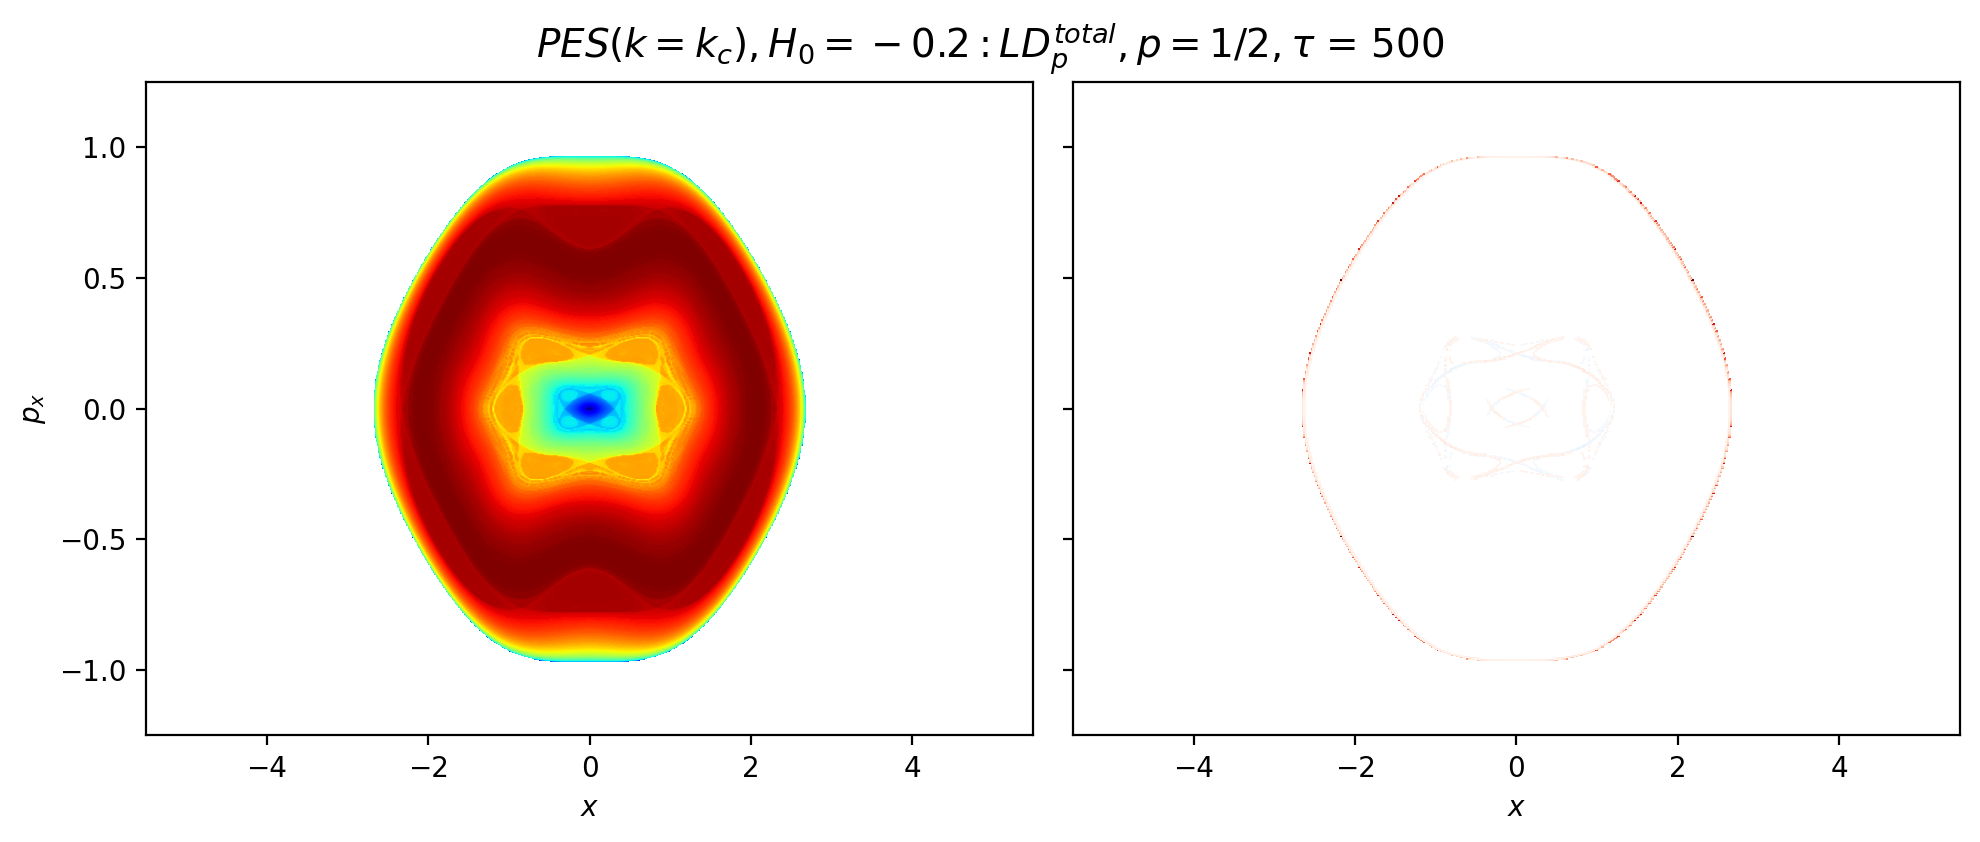 PES(k = k_c), H_0 = −0.2 : LD_p^{total}, p = 1/2, τ = 500
1.0
0.5
0.0
−0.5
−1.0
p_x
−4 −2 0 2 4
x
−4 −2 0 2 4
x